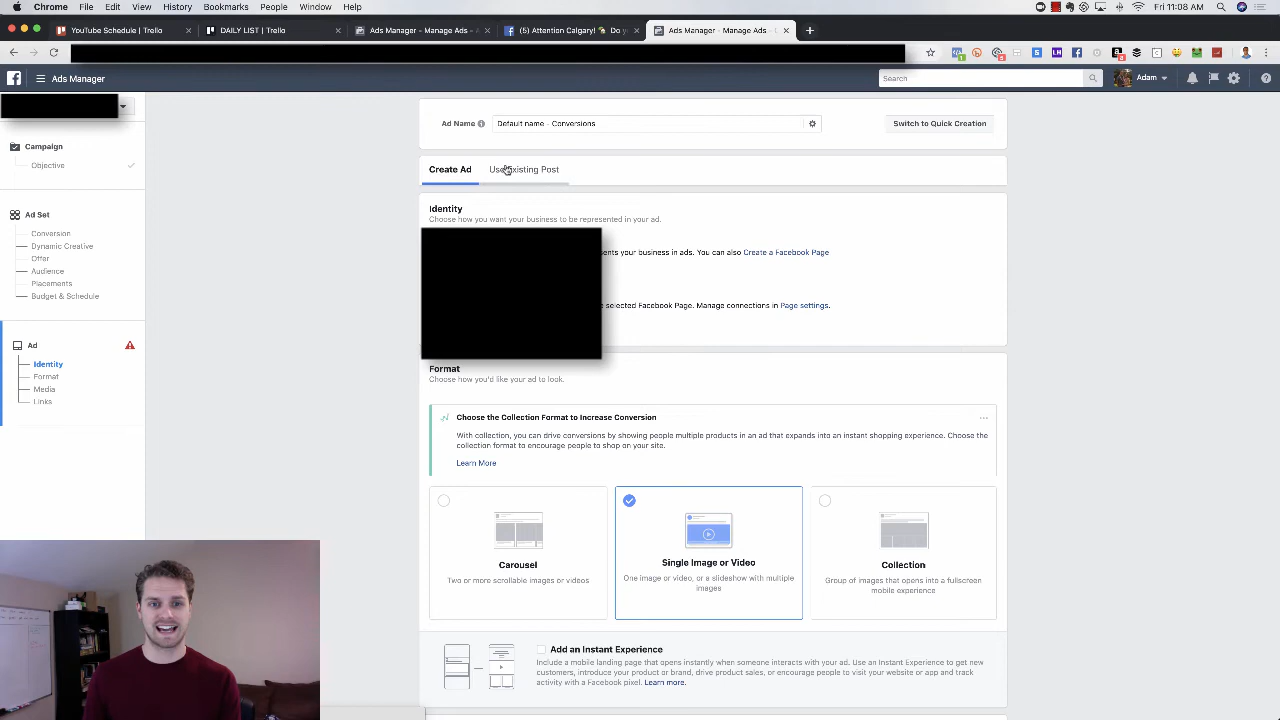 Chrome File Edit View History Bookmarks People Window Help Fri 11:08 AM
YouTube Schedule | Trello
DAILY LIST | Trello
Ads Manager - Manage Ads -
(5) Attention Calgary!
Ads Manager - Manage Ads -
Ads Manager
Search
Adam
Campaign
Objective
Ad Set
Conversion
Dynamic Creative
Offer
Audience
Placements
Budget & Schedule
Ad
Identity
Format
Media
Links
Ad Name
Default name - Conversions
Switch to Quick Creation
Create Ad
Use Existing Post
Identity
Choose how you want your business to be represented in your ad.
ents your business in ads. You can also Create a Facebook Page
selected Facebook Page. Manage connections in Page settings.
Format
Choose how you'd like your ad to look.
Choose the Collection Format to Increase Conversion
With collection, you can drive conversions by showing people multiple products in an ad that expands into an instant shopping experience. Choose the
collection format to encourage people to shop on your site.
Learn More
Carousel
Two or more scrollable images or videos
Single Image or Video
One image or video, or a slideshow with multiple
images
Collection
Group of images that opens into a fullscreen
mobile experience
Add an Instant Experience
Include a mobile landing page that opens instantly when someone interacts with your ad. Use an Instant Experience to get new
customers, introduce your product or brand, drive product sales, or encourage people to visit your website or app and track
activity with a Facebook pixel. Learn more.